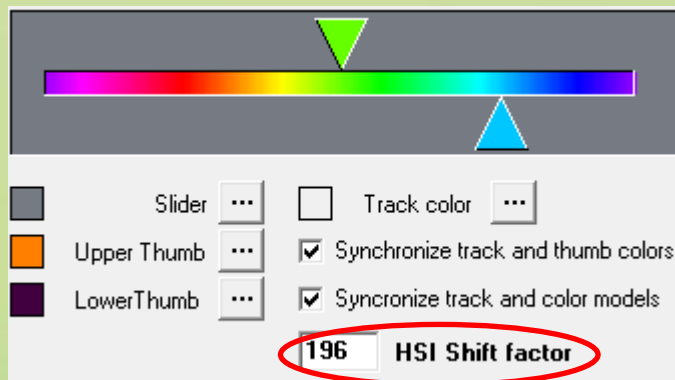 Slider ... Track color ...
Upper Thumb ... Synchronize track and thumb colors
LowerThumb ... Syncronize track and color models
196 HSI Shift factor